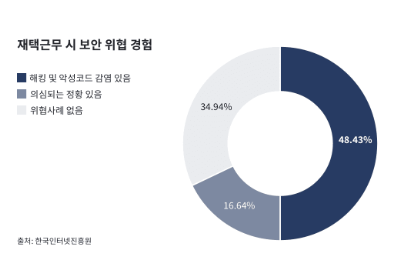 재택근무 시 보안 위협 경험
해킹 및 악성코드 감염 있음
의심되는 정황 있음
위협사례 없음
34.94%
48.43%
16.64%
출처: 한국인터넷진흥원